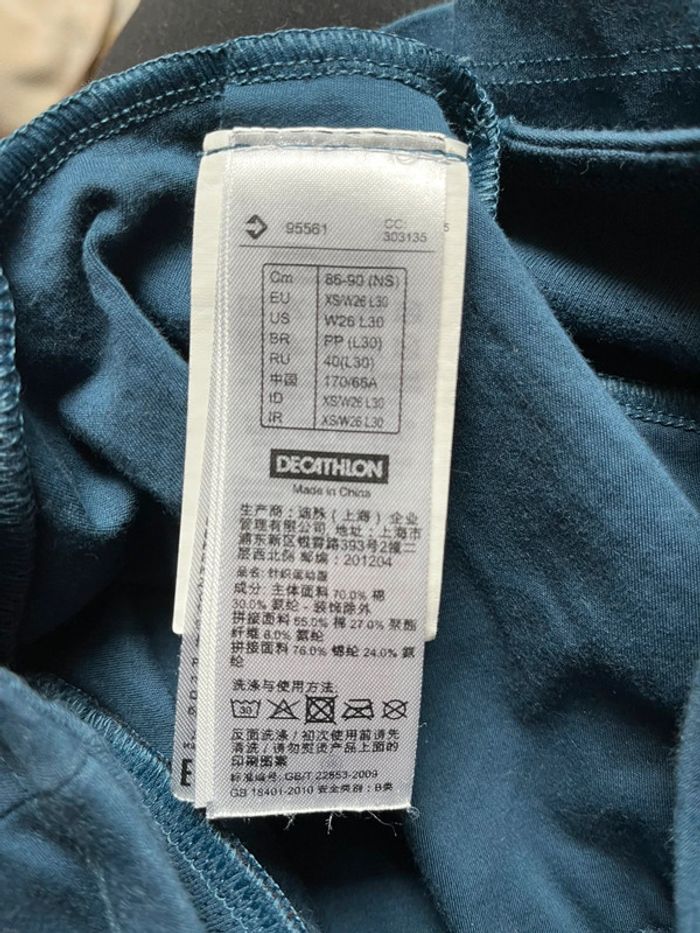 95561 CC: 5
303135
Cm 86-90 (NS)
EU XS/W26 L30
US W26 L30
BR PP (L30)
RU 40(L30)
中国 170/66A
ID XS/W26 L30
IR XS/W26 L30
DECATHLON
Made in China
生产商: 迪脉 (上海) 企业
管理有限公司 地址: 上海市
浦东新区银霄路393号2幢二
层西北侧 邮编: 201204
品名: 针织运动服
成分: 主体面料 70.0% 棉
30.0% 氨纶 - 装饰除外
拼接面料 65.0% 棉 27.0% 聚酯
纤维 8.0% 氨纶
拼接面料 76.0% 锦纶 24.0% 氨
纶
洗涤与使用方法:
30
反面洗涤 / 初次使用前请先
清洗 / 请勿熨烫产品上面的
印刷图案
标准编号: GB/T 22853-2009
GB 18401-2010 安全类别: B类
E